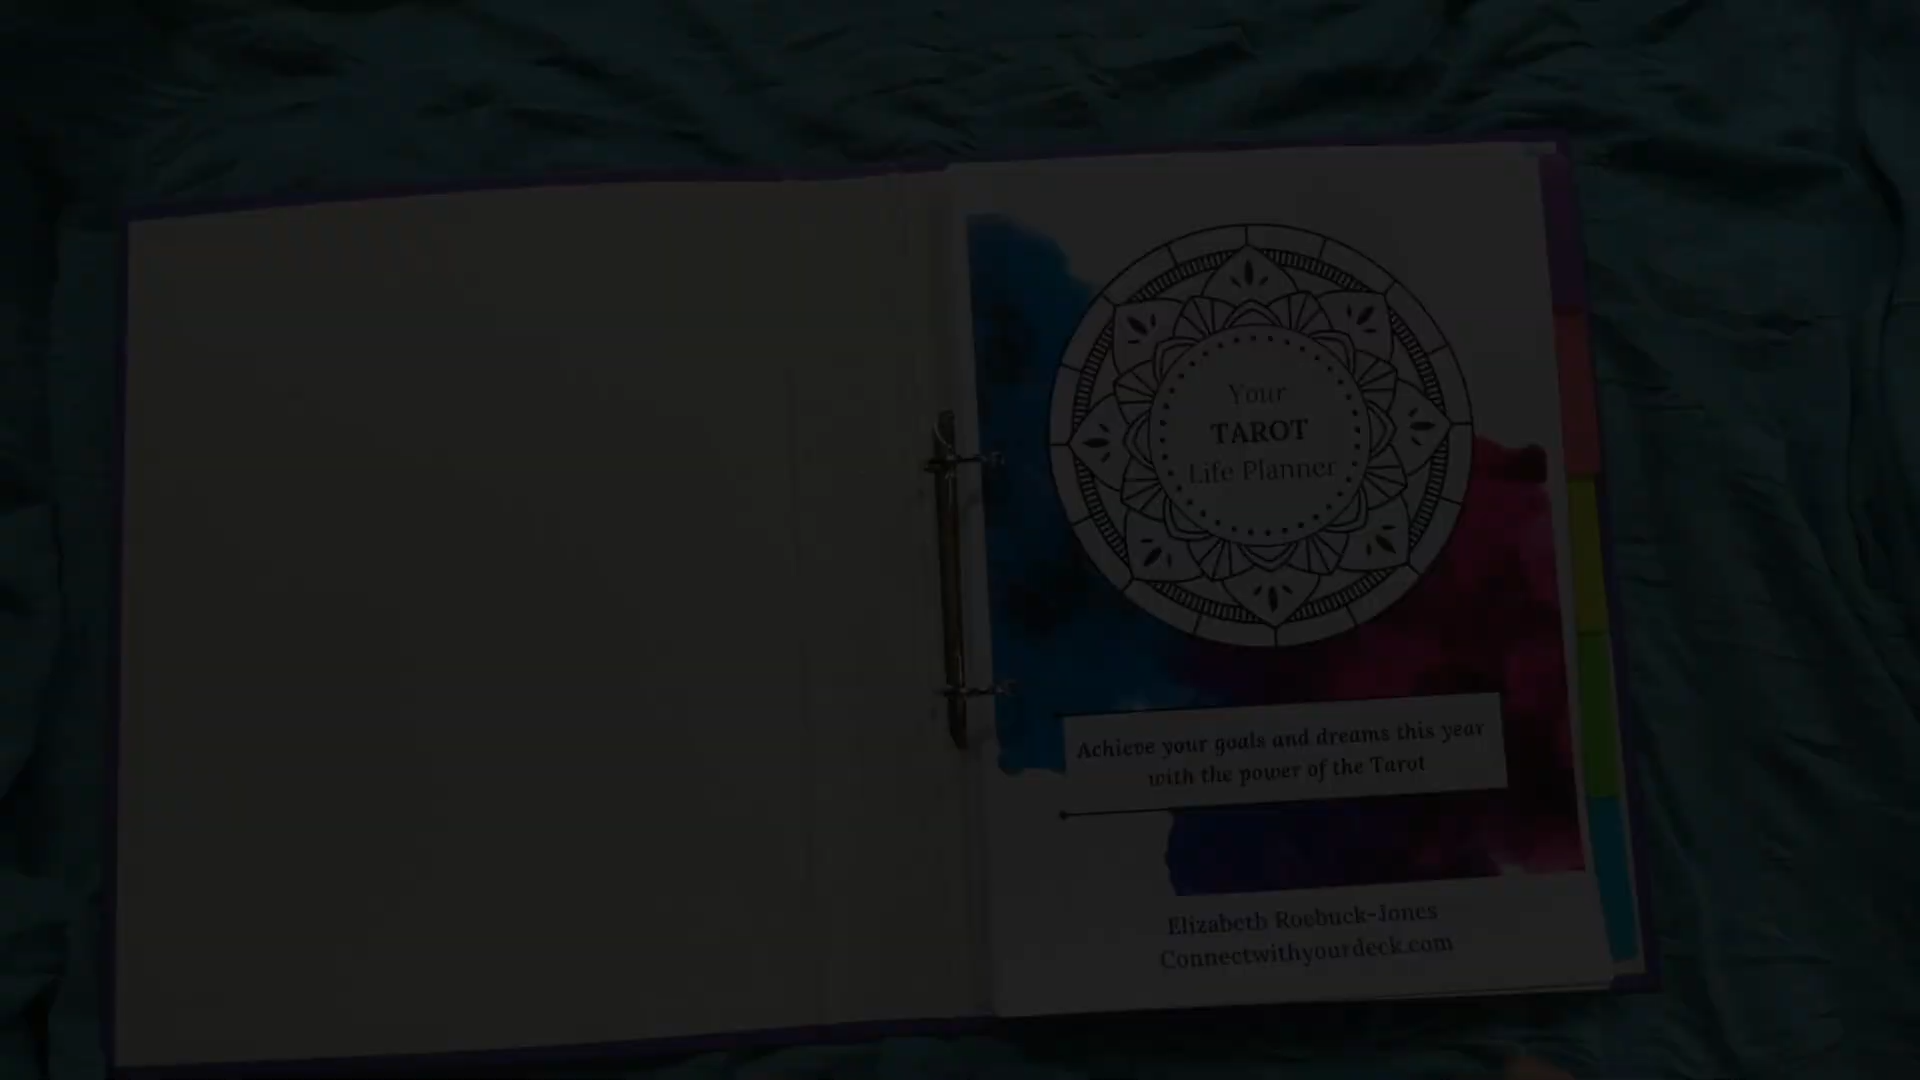 Your
TAROT
Life Planner
Achieve your goals and dreams this year
with the power of the Tarot
Elizabeth Roebuck-Jones
Connectwithyourdeck.com